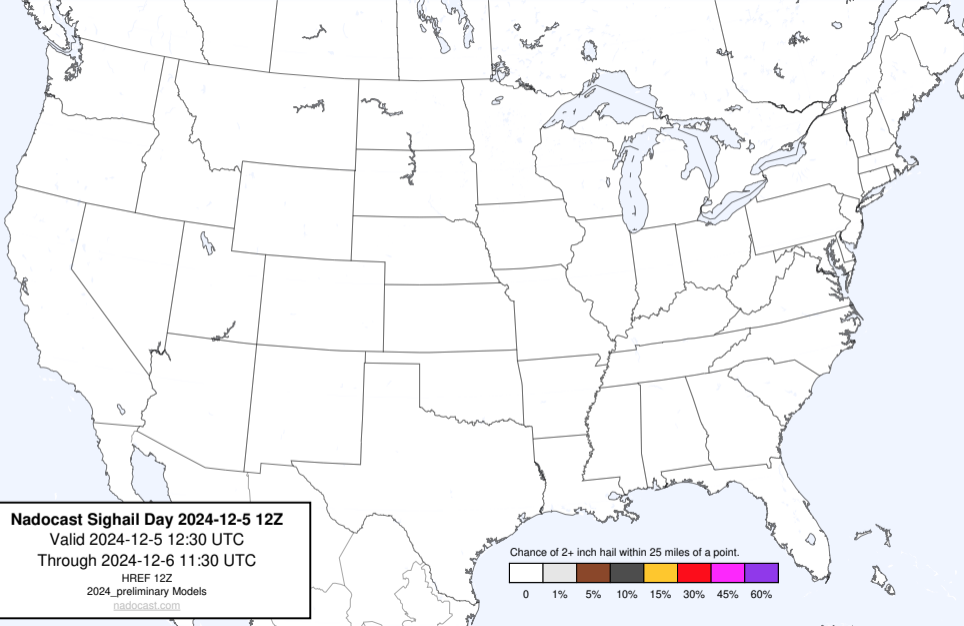 Nadocast Sighail Day 2024-12-5 12Z
Valid 2024-12-5 12:30 UTC
Through 2024-12-6 11:30 UTC
HREF 12Z
2024_preliminary Models
nadocast.com
Chance of 2+ inch hail within 25 miles of a point.
0 1% 5% 10% 15% 30% 45% 60%